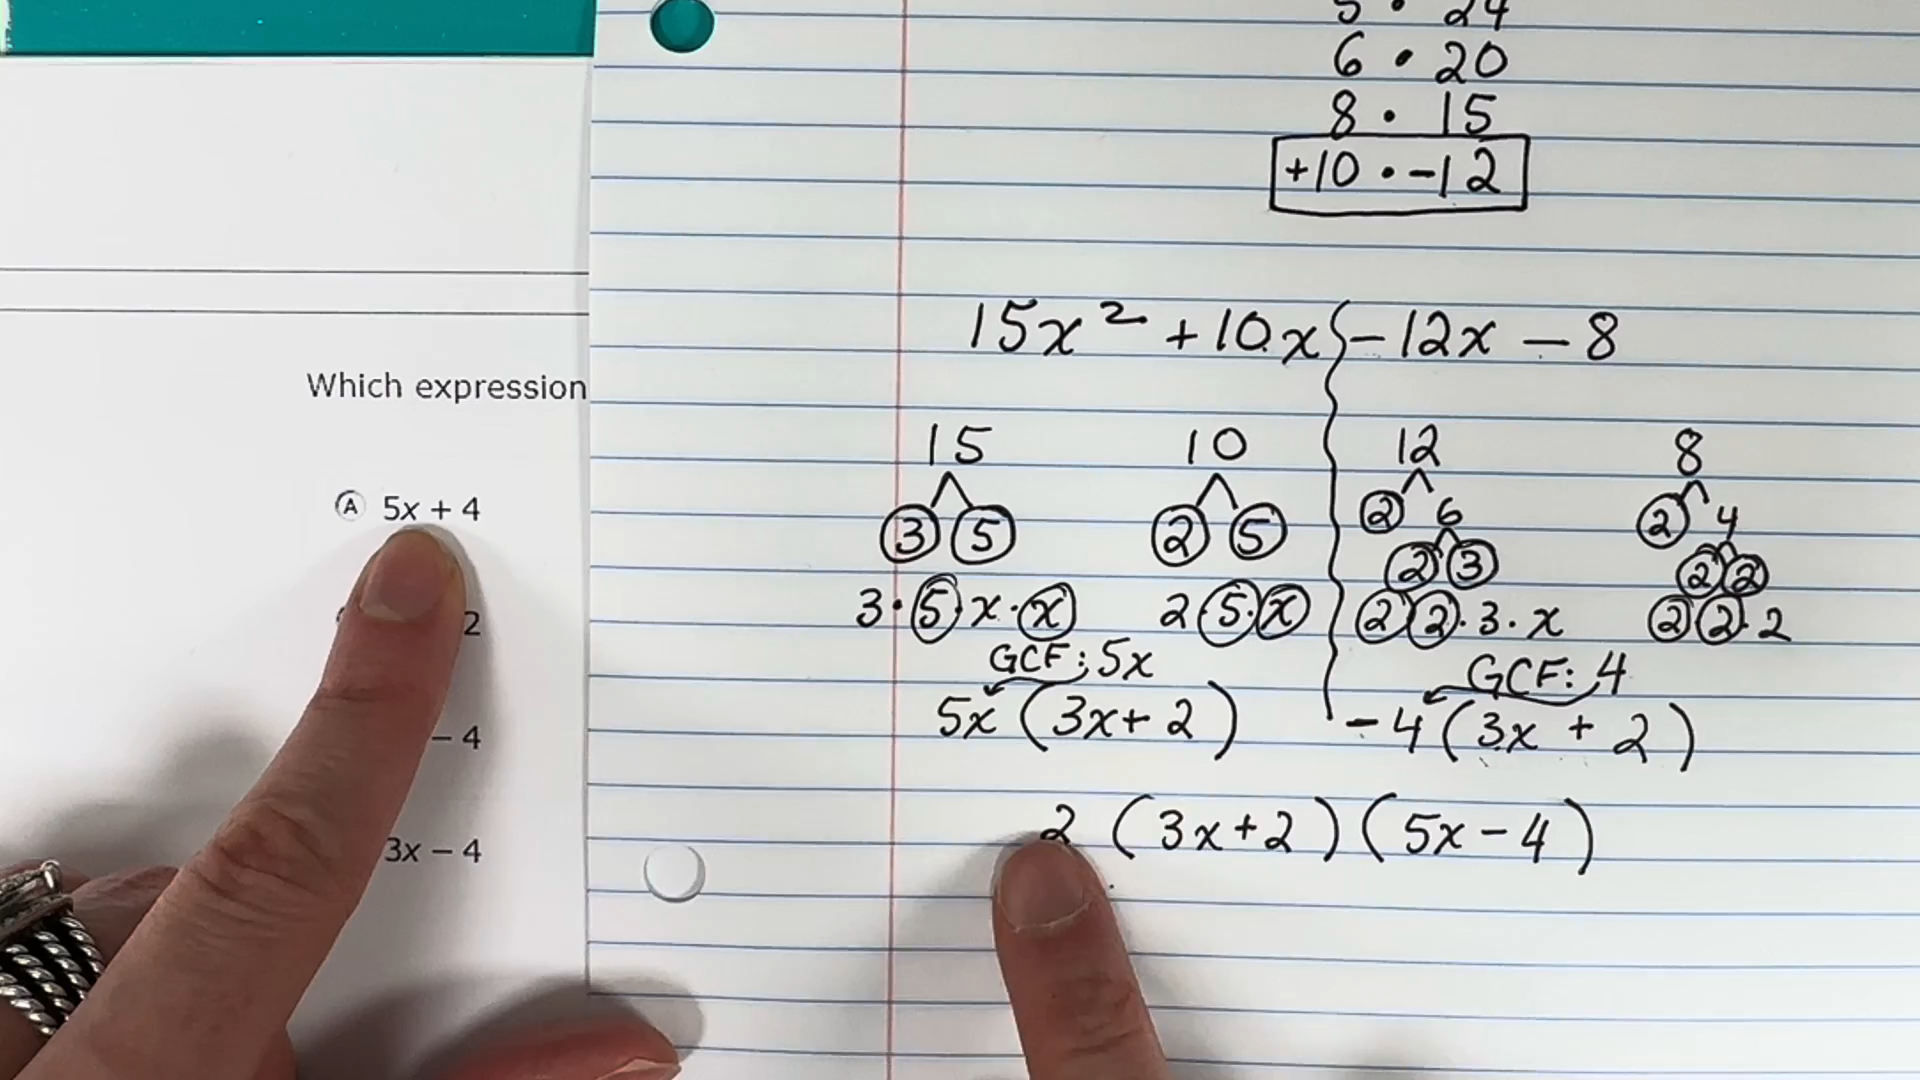 Which expression
A 5x + 4
2
– 4
3x – 4
5 • 24
6 • 20
8 • 15
+10 • -12
15x² + 10x - 12x - 8
15 10 12 8
3 5 2 5 2 6 2 4
2 3 2 2
3 • 5 • x • x 2 5 • x 2 2 • 3 • x 2 2 • 2
GCF: 5x GCF: 4
5x (3x + 2) -4 (3x + 2)
2 (3x + 2) (5x - 4)